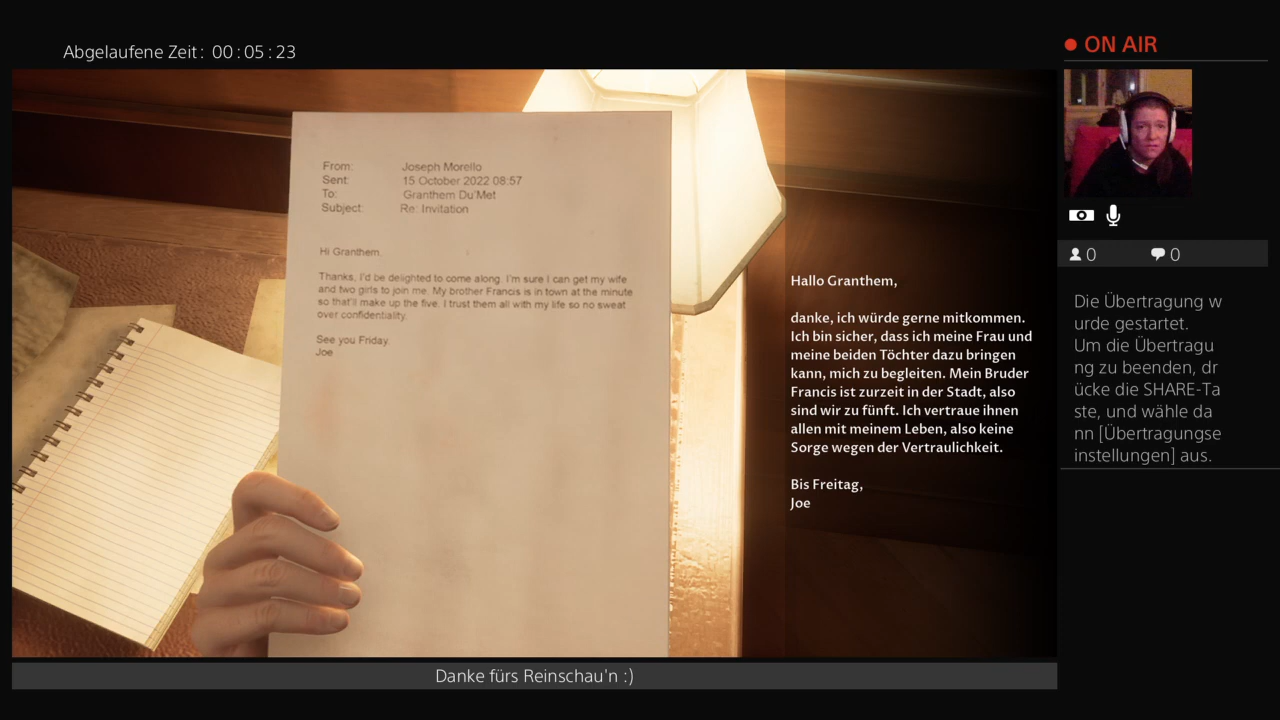 Abgelaufene Zeit: 00:05:23
ON AIR
From: Joseph Morello
Sent: 15 October 2022 08:57
To: Granthem Du'Met
Subject: Re: Invitation
Hi Granthem.
Thanks, I'd be delighted to come along. I'm sure I can get my wife
and two girls to join me. My brother Francis is in town at the minute
so that'll make up the five. I trust them all with my life so no sweat
over confidentiality.
See you Friday.
Joe
Hallo Granthem,
danke, ich würde gerne mitkommen.
Ich bin sicher, dass ich meine Frau und
meine beiden Töchter dazu bringen
kann, mich zu begleiten. Mein Bruder
Francis ist zurzeit in der Stadt, also
sind wir zu fünft. Ich vertraue ihnen
allen mit meinem Leben, also keine
Sorge wegen der Vertraulichkeit.
Bis Freitag,
Joe
0 0
Die Übertragung w
urde gestartet.
Um die Übertragu
ng zu beenden, dr
ücke die SHARE-Ta
ste, und wähle da
nn [Übertragungse
instellungen] aus.
Danke fürs Reinschau'n :)